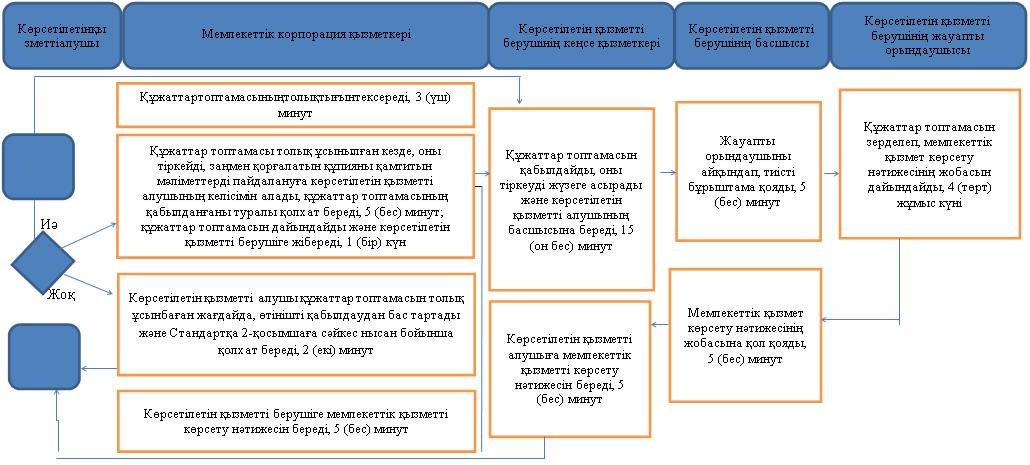 Көрсетілетінқы
зметтіалушы
Мемлекеттік корпорация қызметкері
Көрсетілетін қызметті
берушінің кеңсе қызметкері
Көрсетілетін қызметті
берушінің басшысы
Көрсетілетін қызметті
берушінің жауапты
орындаушысы
Құжаттартоптамасыныңтолықтығынтексереді, 3 (үш)
минут
Құжаттар топтамасы толық ұсынылған кезде, оны
тіркейді, заңмен қорғалатын құпияны қамтитын
мәліметтерді пайдалануға көрсетілетін қызметті
алушының келісімін алады, құжаттар топтамасының
қабылданғаны туралы қолхат береді, 5 (бес) минут;
құжаттар топтамасын дайындайды және көрсетілетін
қызметті берушіге жібереді, 1 (бір) күн
Құжаттар топтамасын
қабылдайды, оны
тіркеуді жүзеге асырады
және көрсетілетін
қызметті алушының
басшысына береді, 15
(он бес) минут
Жауапты
орындаушыны
айқындап, тиісті
бұрыштама қояды, 5
(бес) минут
Құжаттар топтамасын
зерделеп, мемлекеттік
қызмет көрсету
нәтижесінің жобасын
дайындайды, 4 (төрт)
жұмыс күні
Иә
Жоқ
Көрсетілетін қызметті алушы құжаттар топтамасын толық
ұсынбаған жағдайда, өтінішті қабылдаудан бас тартады
және Стандартқа 2-қосымшаға сәйкес нысан бойынша
қолхат береді, 2 (екі) минут
Көрсетілетін қызметті
алушыға мемлекеттік
қызметті көрсету
нәтижесін береді, 5
(бес) минут
Мемлекеттік қызмет
көрсету нәтижесінің
жобасына қол қояды,
5 (бес) минут
Көрсетілетін қызметті берушіге мемлекеттік қызметті
көрсету нәтижесін береді, 5 (бес) минут